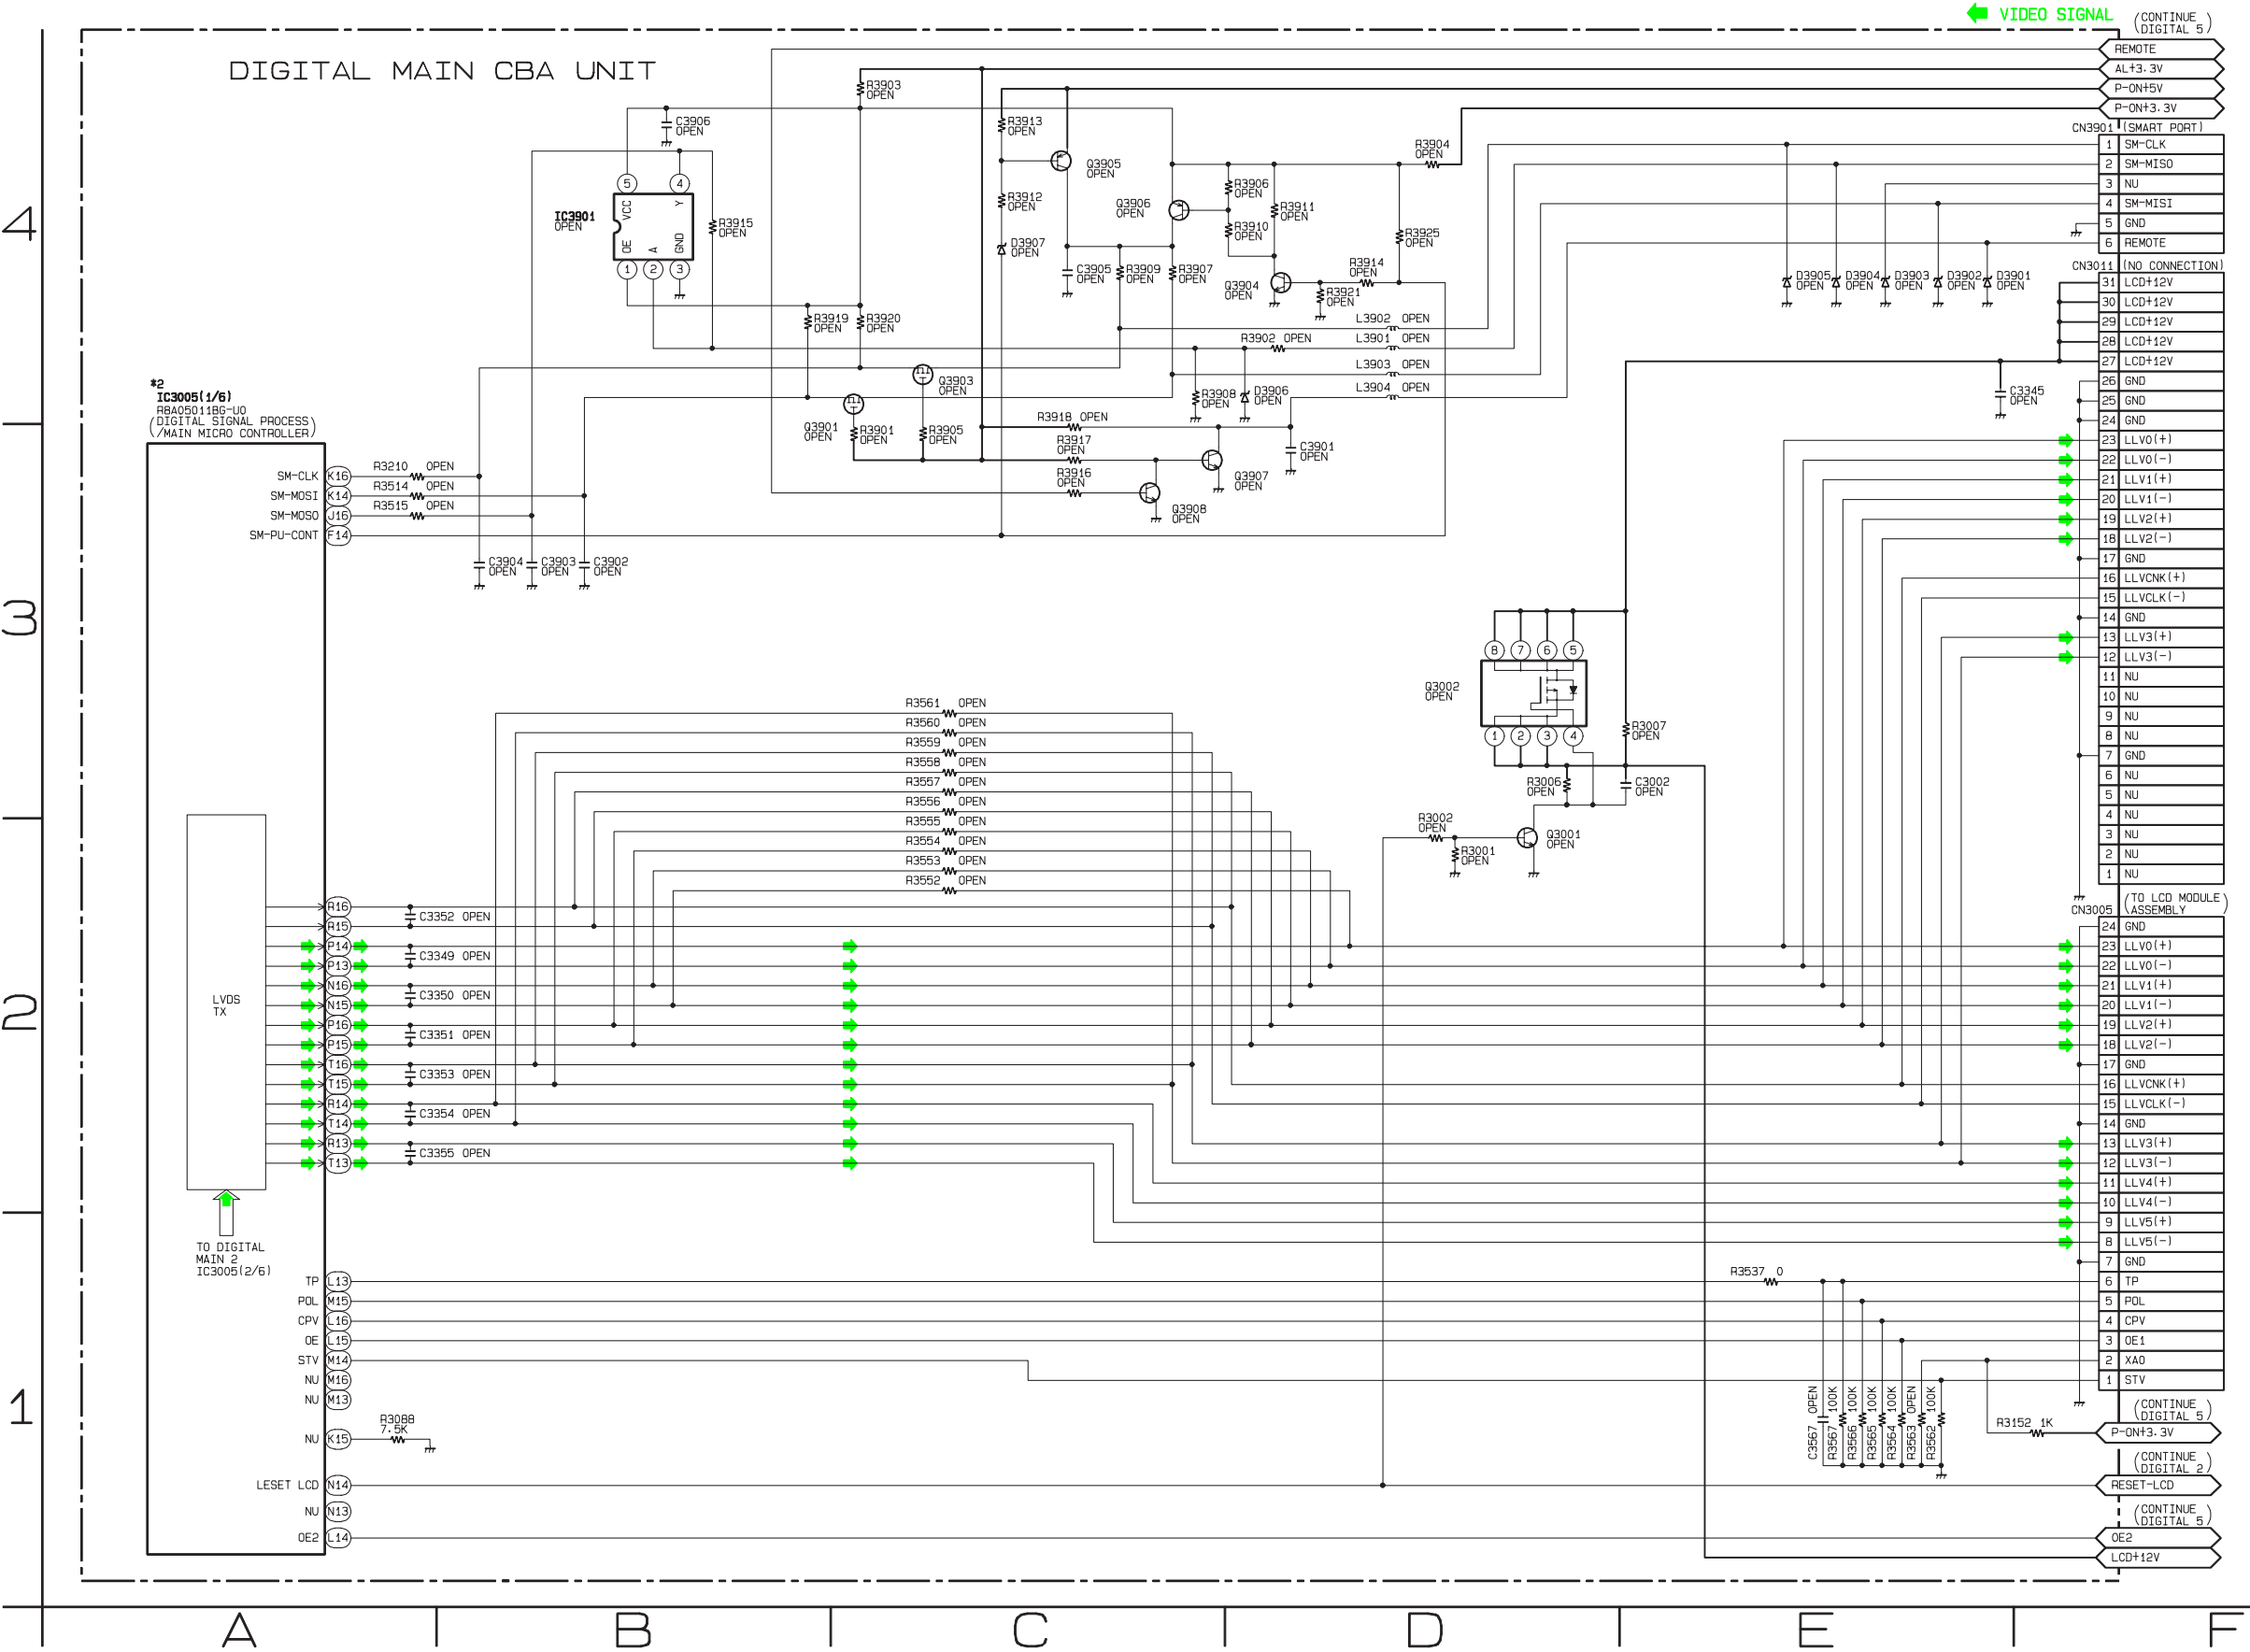 VIDEO SIGNAL
(CONTINUE DIGITAL 5)
DIGITAL MAIN CBA UNIT
REMOTE
AL+3.3V
P-ON+5V
P-ON+3.3V
CN3901 (SMART PORT)
1 SM-CLK
2 SM-MISO
3 NU
4 SM-MISI
5 GND
6 REMOTE
CN3011 (NO CONNECTION)
31 LCD+12V
30 LCD+12V
29 LCD+12V
28 LCD+12V
27 LCD+12V
26 GND
25 GND
24 GND
23 LLV0(+)
22 LLV0(-)
21 LLV1(+)
20 LLV1(-)
19 LLV2(+)
18 LLV2(-)
17 GND
16 LLVCNK(+)
15 LLVCLK(-)
14 GND
13 LLV3(+)
12 LLV3(-)
11 NU
10 NU
9 NU
8 NU
7 GND
6 NU
5 NU
4 NU
3 NU
2 NU
1 NU
CN3005 (TO LCD MODULE ASSEMBLY)
24 GND
23 LLV0(+)
22 LLV0(-)
21 LLV1(+)
20 LLV1(-)
19 LLV2(+)
18 LLV2(-)
17 GND
16 LLVCNK(+)
15 LLVCLK(-)
14 GND
13 LLV3(+)
12 LLV3(-)
11 LLV4(+)
10 LLV4(-)
9 LLV5(+)
8 LLV5(-)
7 GND
6 TP
5 POL
4 CPV
3 OE1
2 XAO
1 STV
(CONTINUE DIGITAL 5)
P-ON+3.3V
(CONTINUE DIGITAL 2)
RESET-LCD
(CONTINUE DIGITAL 5)
OE2
LCD+12V
R3903 OPEN
C3906 OPEN
R3913 OPEN
Q3905 OPEN
R3904 OPEN
IC3901 OPEN
5 VCC
4 Y
1 OE
2 A
3 GND
R3915 OPEN
R3912 OPEN
D3907 OPEN
Q3906 OPEN
R3906 OPEN
R3910 OPEN
R3911 OPEN
R3925 OPEN
C3905 OPEN
R3909 OPEN
R3907 OPEN
Q3904 OPEN
R3914 OPEN
R3921 OPEN
D3905 OPEN
D3904 OPEN
D3903 OPEN
D3902 OPEN
D3901 OPEN
R3919 OPEN
R3920 OPEN
L3902 OPEN
R3902 OPEN
L3901 OPEN
L3903 OPEN
L3904 OPEN
Q3903 OPEN
R3908 OPEN
D3906 OPEN
C3345 OPEN
Q3901 OPEN
R3901 OPEN
R3905 OPEN
R3918 OPEN
R3917 OPEN
R3916 OPEN
Q3907 OPEN
C3901 OPEN
Q3908 OPEN
*2
IC3005(1/6)
R8A05011BG-U0
(DIGITAL SIGNAL PROCESS
/MAIN MICRO CONTROLLER)
SM-CLK K16 R3210 OPEN
SM-MOSI K14 R3514 OPEN
SM-MOSO J16 R3515 OPEN
SM-PU-CONT F14
C3904 OPEN
C3903 OPEN
C3902 OPEN
8 7 6 5
Q3002 OPEN
1 2 3 4
R3007 OPEN
R3006 OPEN
C3002 OPEN
R3002 OPEN
R3001 OPEN
Q3001 OPEN
R3561 OPEN
R3560 OPEN
R3559 OPEN
R3558 OPEN
R3557 OPEN
R3556 OPEN
R3555 OPEN
R3554 OPEN
R3553 OPEN
R3552 OPEN
LVDS
TX
R16
C3352 OPEN
R15
P14
C3349 OPEN
P13
N16
C3350 OPEN
N15
P16
C3351 OPEN
P15
T16
C3353 OPEN
T15
R14
C3354 OPEN
T14
R13
C3355 OPEN
T13
TO DIGITAL
MAIN 2
IC3005(2/6)
TP L13
POL M15
CPV L16
OE L15
STV M14
NU M16
NU M13
R3088
7.5K
NU K15
LESET LCD N14
NU N13
OE2 L14
R3537 0
C3567 OPEN
R3567 100K
R3566 100K
R3565 100K
R3564 100K
R3563 OPEN
R3562 100K
R3152 1K
4
3
2
1
A B C D E F